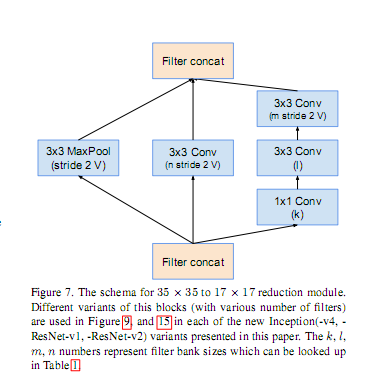 Filter concat
3x3 Conv
(m stride 2 V)
3x3 MaxPool
(stride 2 V)
3x3 Conv
(n stride 2 V)
3x3 Conv
(l)
1x1 Conv
(k)
Filter concat
Figure 7. The schema for 35 × 35 to 17 × 17 reduction module.
Different variants of this blocks (with various number of filters)
are used in Figure 9, and 15 in each of the new Inception(-v4, -
ResNet-v1, -ResNet-v2) variants presented in this paper. The k, l,
m, n numbers represent filter bank sizes which can be looked up
in Table 1.